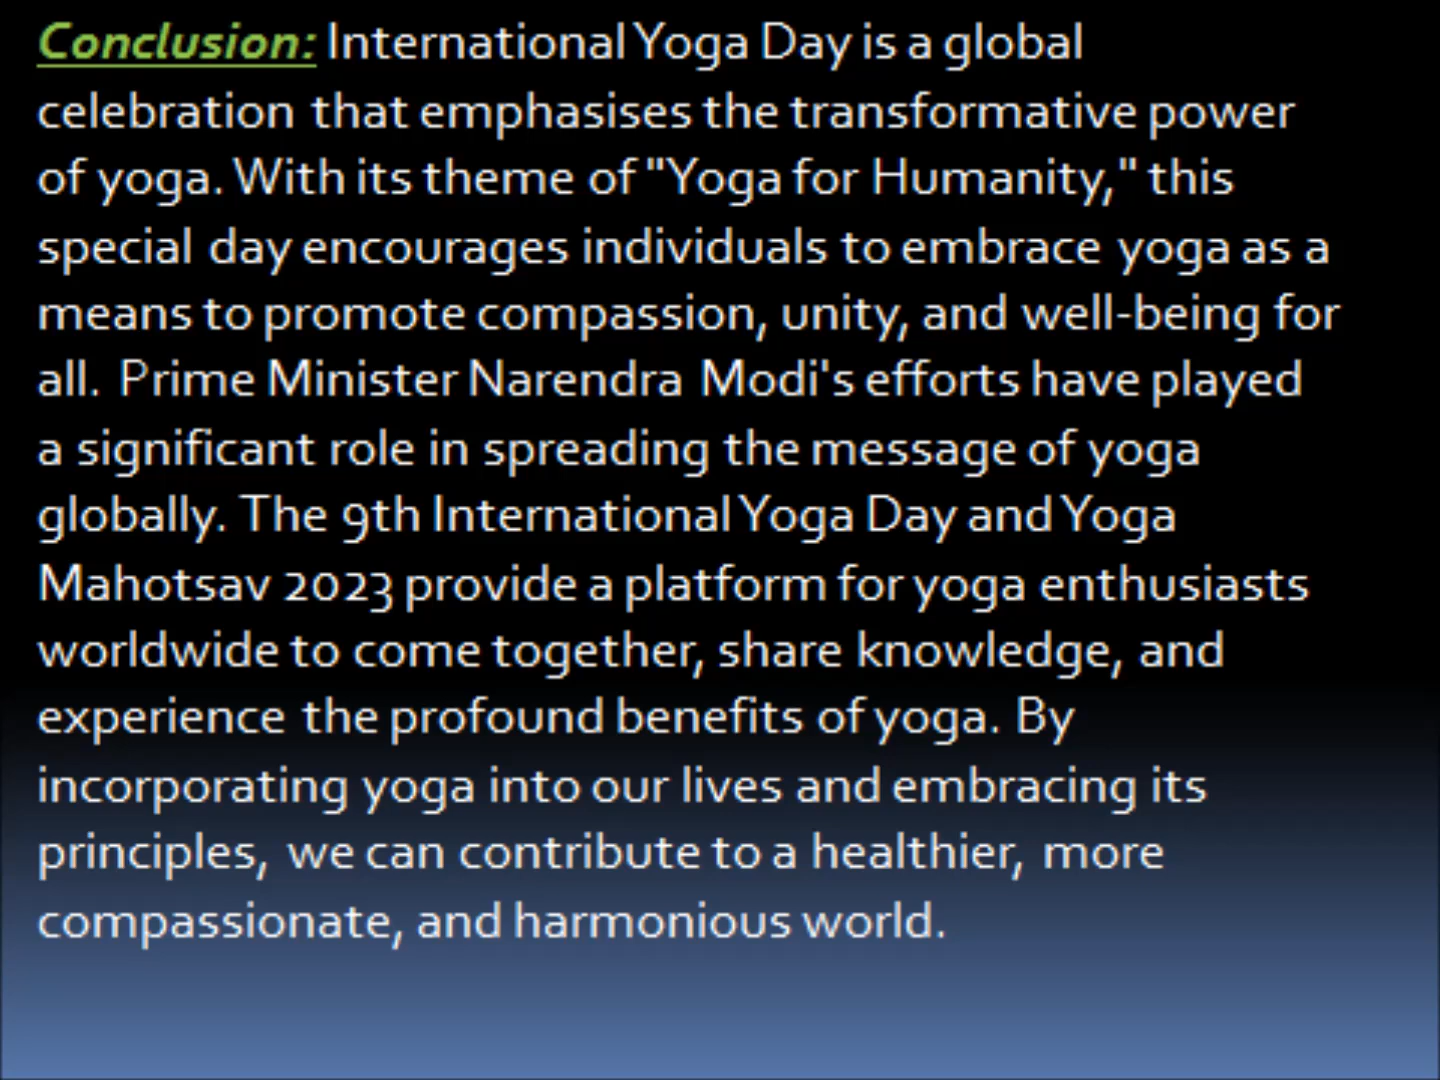 Conclusion: International Yoga Day is a global
celebration that emphasises the transformative power
of yoga. With its theme of "Yoga for Humanity," this
special day encourages individuals to embrace yoga as a
means to promote compassion, unity, and well-being for
all. Prime Minister Narendra Modi's efforts have played
a significant role in spreading the message of yoga
globally. The 9th International Yoga Day and Yoga
Mahotsav 2023 provide a platform for yoga enthusiasts
worldwide to come together, share knowledge, and
experience the profound benefits of yoga. By
incorporating yoga into our lives and embracing its
principles, we can contribute to a healthier, more
compassionate, and harmonious world.